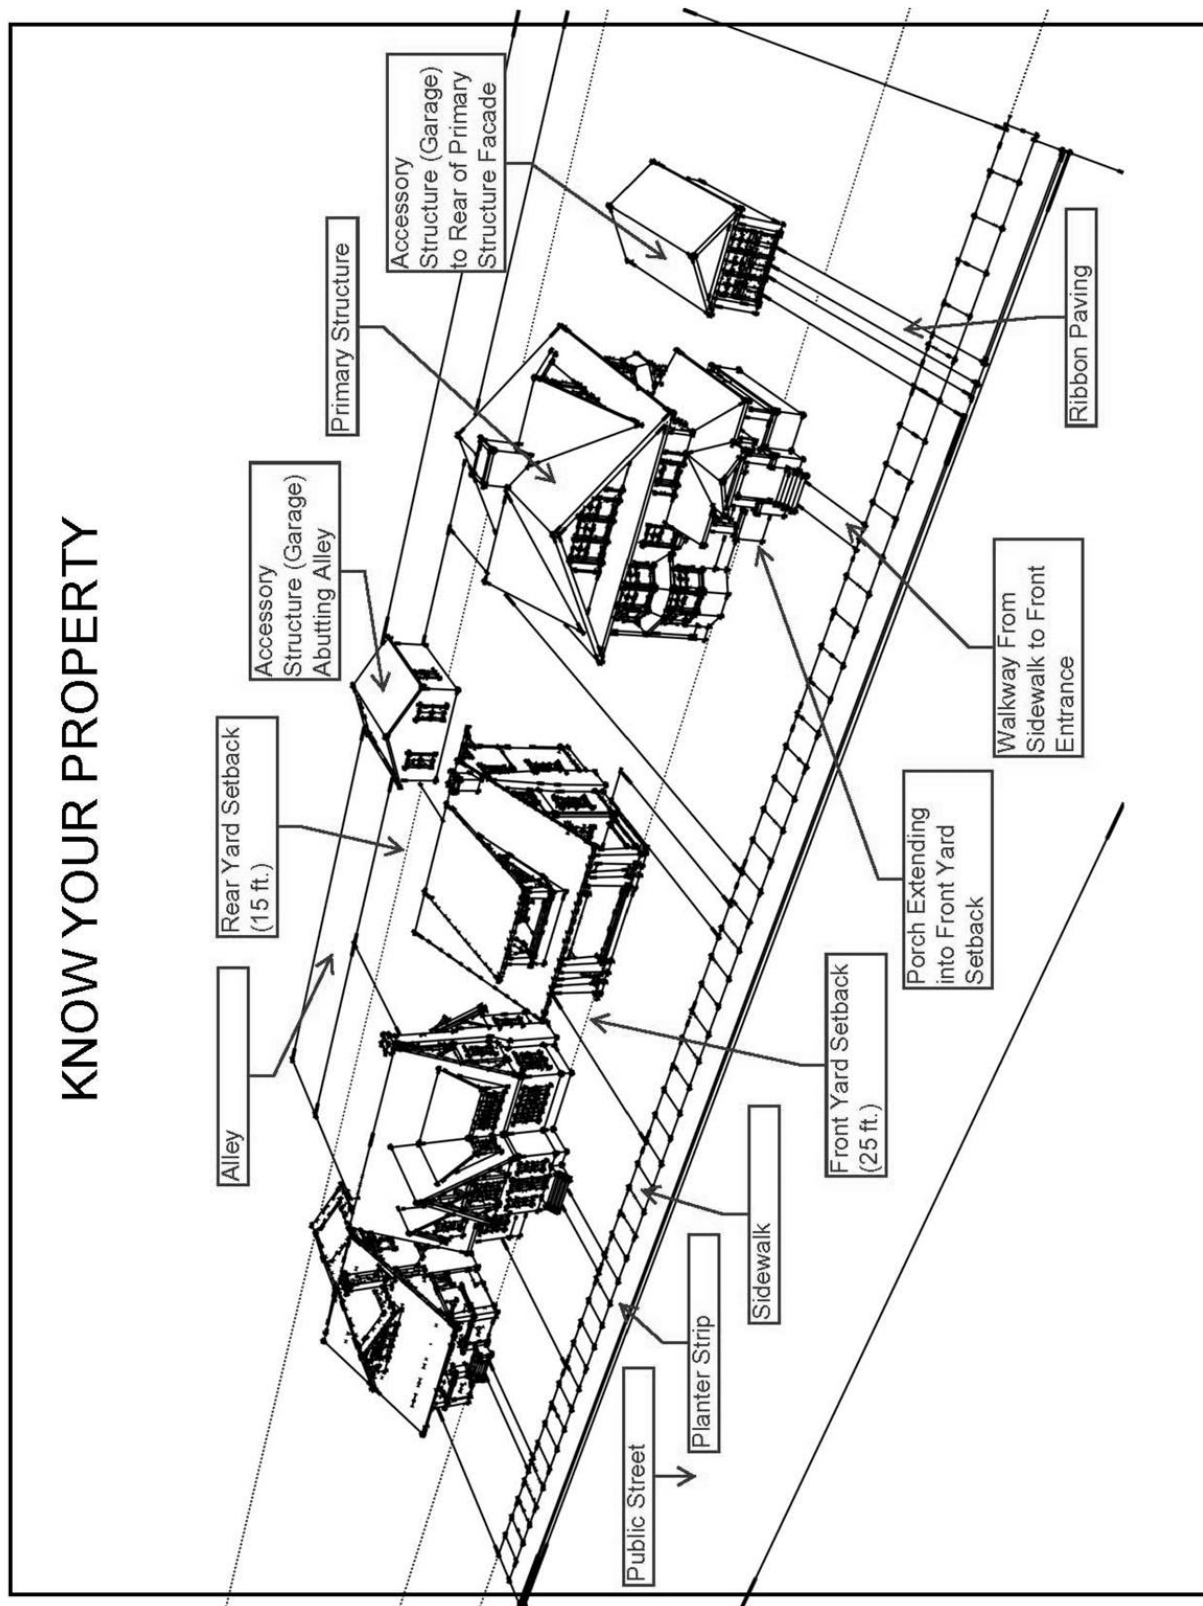 KNOW YOUR PROPERTY
Alley
Rear Yard Setback
(15 ft.)
Accessory
Structure (Garage)
Abutting Alley
Primary Structure
Accessory
Structure (Garage)
to Rear of Primary
Structure Facade
Public Street
Planter Strip
Sidewalk
Front Yard Setback
(25 ft.)
Porch Extending
into Front Yard
Setback
Walkway From
Sidewalk to Front
Entrance
Ribbon Paving